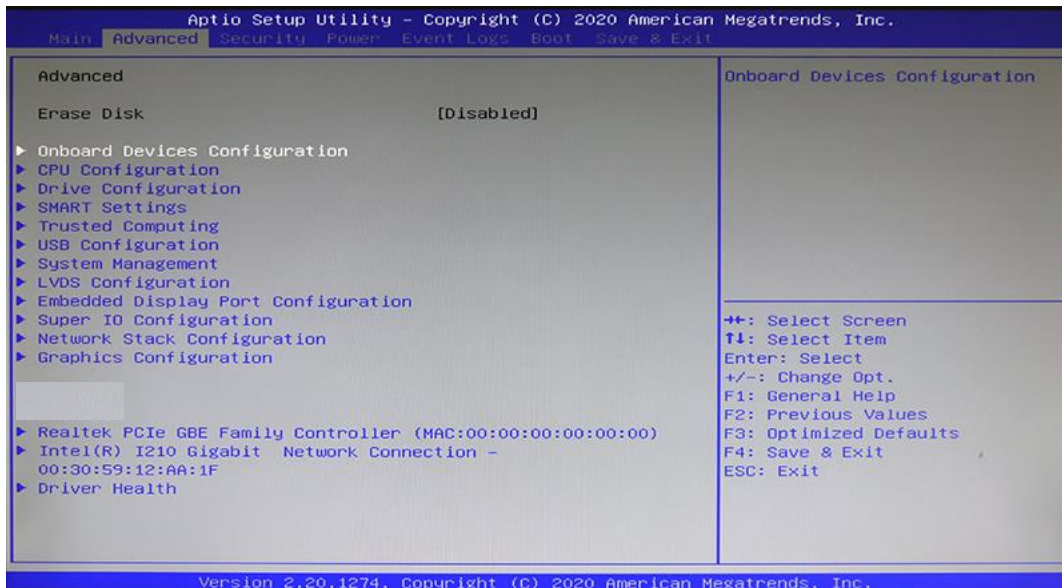 Aptio Setup Utility – Copyright (C) 2020 American Megatrends, Inc.
Main Advanced Security Power Event Logs Boot Save & Exit
Advanced
Erase Disk [Disabled]
► Onboard Devices Configuration
► CPU Configuration
► Drive Configuration
► SMART Settings
► Trusted Computing
► USB Configuration
► System Management
► LVDS Configuration
► Embedded Display Port Configuration
► Super IO Configuration
► Network Stack Configuration
► Graphics Configuration
► Realtek PCIe GBE Family Controller (MAC:00:00:00:00:00:00)
► Intel(R) I210 Gigabit Network Connection –
00:30:59:12:AA:1F
► Driver Health
Onboard Devices Configuration
→←: Select Screen
↑↓: Select Item
Enter: Select
+/-: Change Opt.
F1: General Help
F2: Previous Values
F3: Optimized Defaults
F4: Save & Exit
ESC: Exit
Version 2.20.1274. Copyright (C) 2020 American Megatrends, Inc.